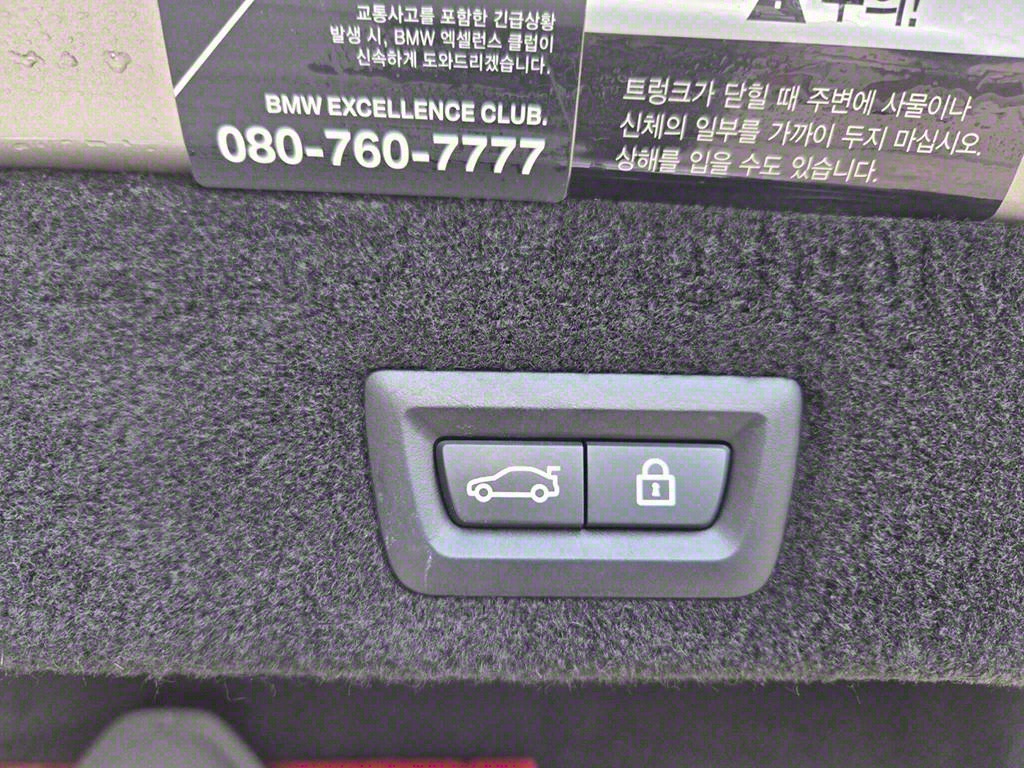 교통사고를 포함한 긴급상황
발생 시, BMW 엑셀런스 클럽이
신속하게 도와드리겠습니다.
BMW EXCELLENCE CLUB.
080-760-7777
주의!
트렁크가 닫힐 때 주변에 사물이나
신체의 일부를 가까이 두지 마십시오.
상해를 입을 수도 있습니다.